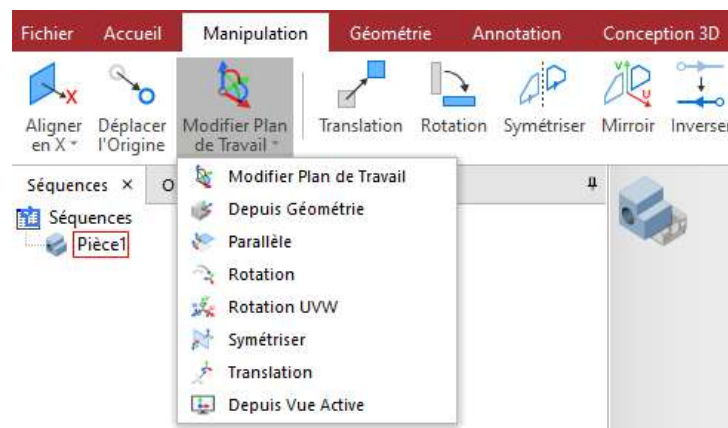 Fichier Accueil Manipulation Géométrie Annotation Conception 3D
Aligner en X Déplacer l'Origine Modifier Plan de Travail Translation Rotation Symétriser Mirroir Inverser
Séquences × O
Séquences
Pièce1
Modifier Plan de Travail
Depuis Géométrie
Parallèle
Rotation
Rotation UVW
Symétriser
Translation
Depuis Vue Active